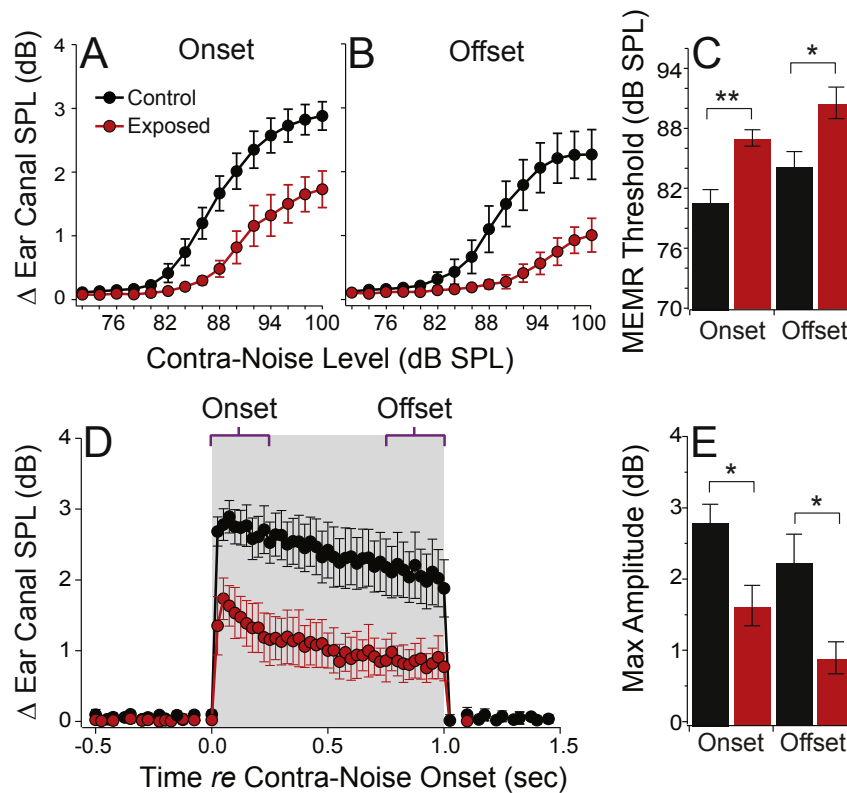 A Onset
B Offset
Δ Ear Canal SPL (dB)
4
3
2
1
0
Control
Exposed
76 82 88 94 100
76 82 88 94 100
Contra-Noise Level (dB SPL)
C
MEMR Threshold (dB SPL)
94
88
82
76
70
**
*
Onset Offset
D
Onset Offset
Δ Ear Canal SPL (dB)
4
3
2
1
0
-0.5 0.0 0.5 1.0 1.5
Time re Contra-Noise Onset (sec)
E
Max Amplitude (dB)
4
3
2
1
0
*
*
Onset Offset